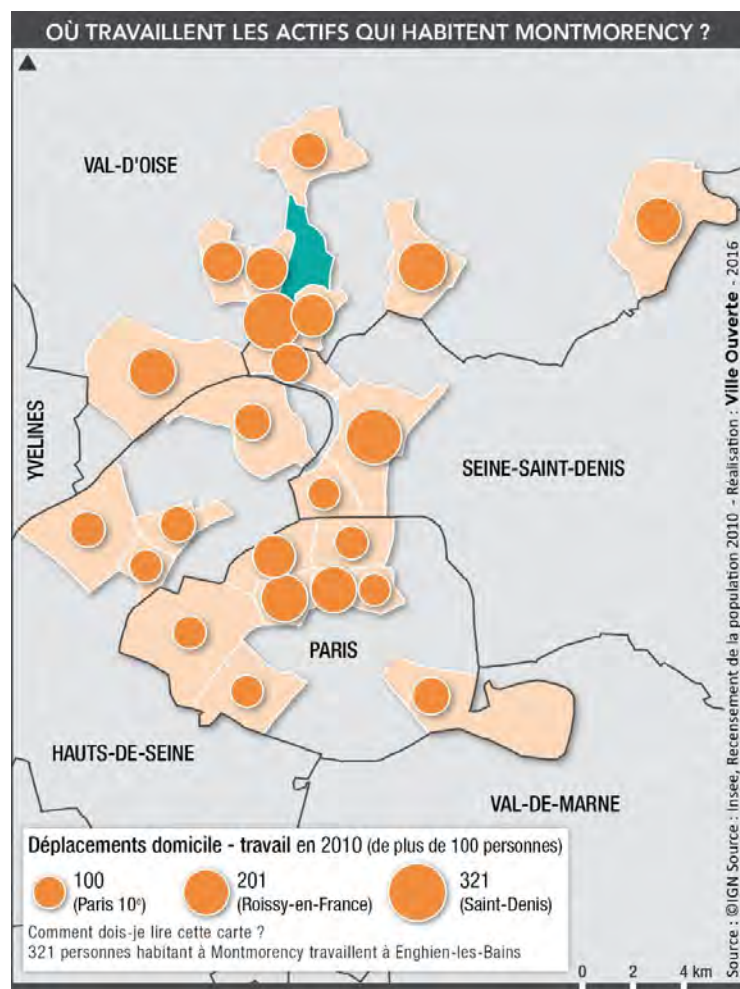 OÙ TRAVAILLENT LES ACTIFS QUI HABITENT MONTMORENCY ?
VAL-D'OISE
YVELINES
SEINE-SAINT-DENIS
PARIS
HAUTS-DE-SEINE
VAL-DE-MARNE
Source : ©IGN Source : Insee, Recensement de la population 2010 - Réalisation : Ville Ouverte - 2016
Déplacements domicile - travail en 2010 (de plus de 100 personnes)
100
(Paris 10e)
201
(Roissy-en-France)
321
(Saint-Denis)
Comment dois-je lire cette carte ?
321 personnes habitant à Montmorency travaillent à Enghien-les-Bains
0 2 4 km